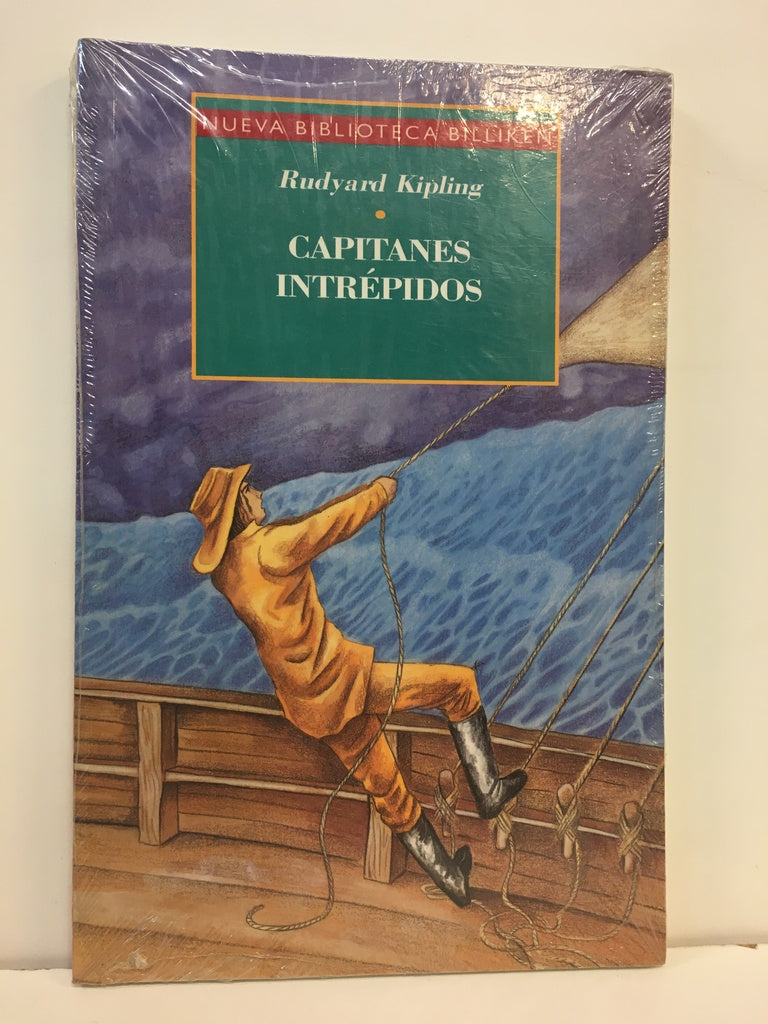 NUEVA BIBLIOTECA BILLIKEN
Rudyard Kipling
CAPITANES
INTRÉPIDOS